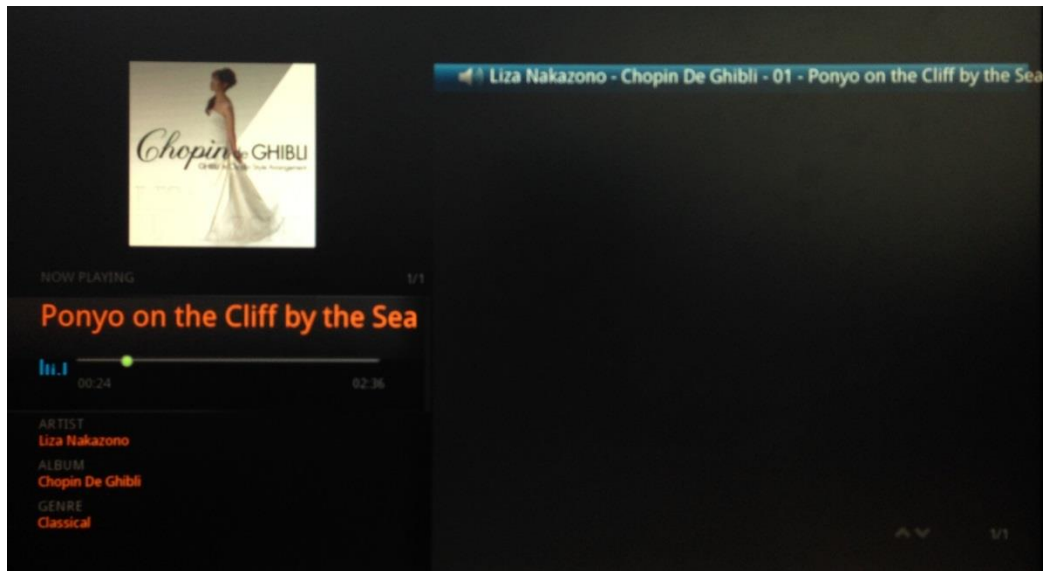 Chopin de GHIBLI
NOW PLAYING 1/1
Ponyo on the Cliff by the Sea
00:24 02:36
ARTIST
Liza Nakazono
ALBUM
Chopin De Ghibli
GENRE
Classical
Liza Nakazono - Chopin De Ghibli - 01 - Ponyo on the Cliff by the Sea
1/1